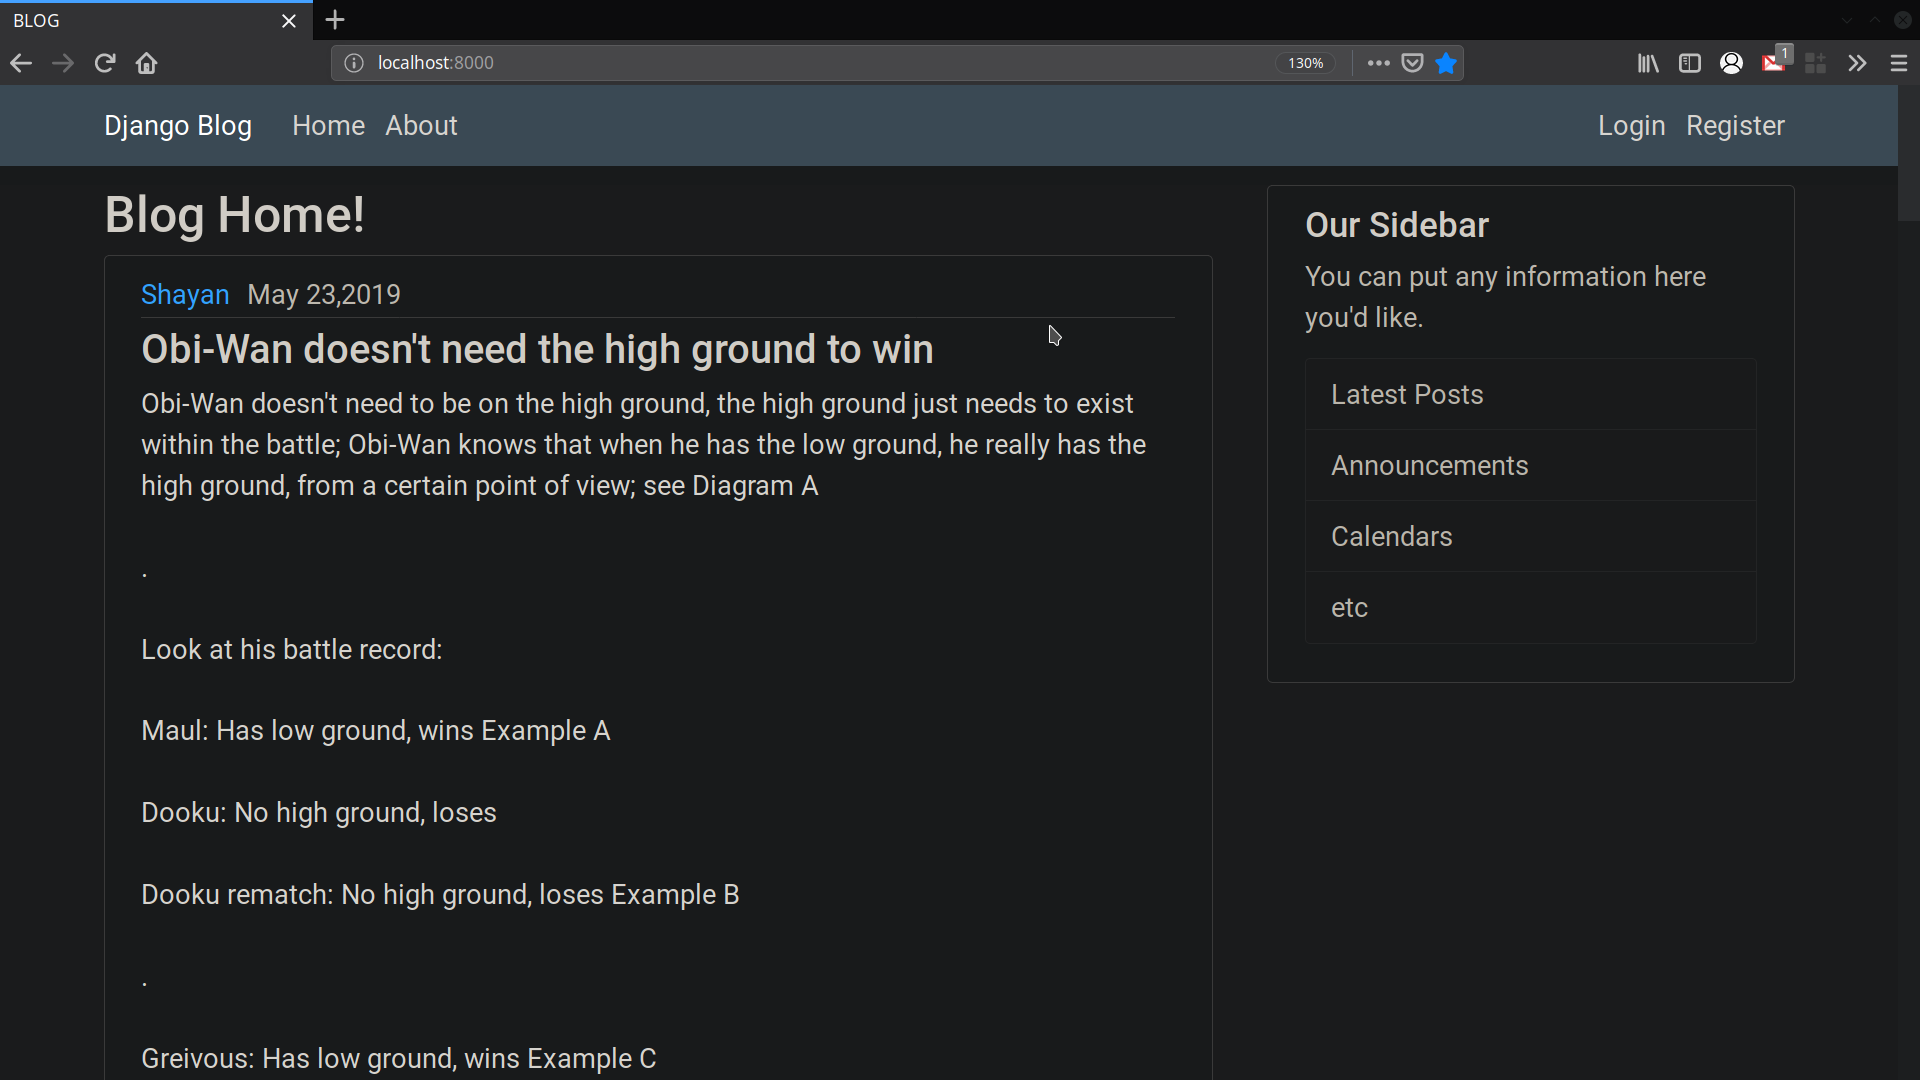 BLOG
localhost:8000
130%
1
Django Blog Home About Login Register
Blog Home!
Shayan May 23,2019
Obi-Wan doesn't need the high ground to win
Obi-Wan doesn't need to be on the high ground, the high ground just needs to exist
within the battle; Obi-Wan knows that when he has the low ground, he really has the
high ground, from a certain point of view; see Diagram A
.
Look at his battle record:
Maul: Has low ground, wins Example A
Dooku: No high ground, loses
Dooku rematch: No high ground, loses Example B
.
Greivous: Has low ground, wins Example C
Our Sidebar
You can put any information here
you'd like.
Latest Posts
Announcements
Calendars
etc